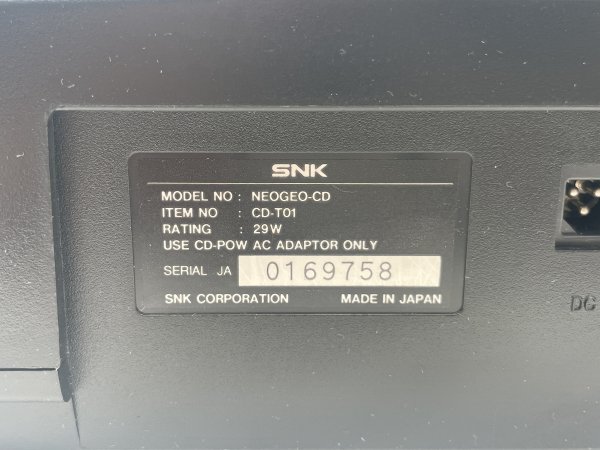 SNK
MODEL NO : NEOGEO-CD
ITEM NO : CD-T01
RATING : 29W
USE CD-POW AC ADAPTOR ONLY
SERIAL JA 0169758
SNK CORPORATION MADE IN JAPAN
DC